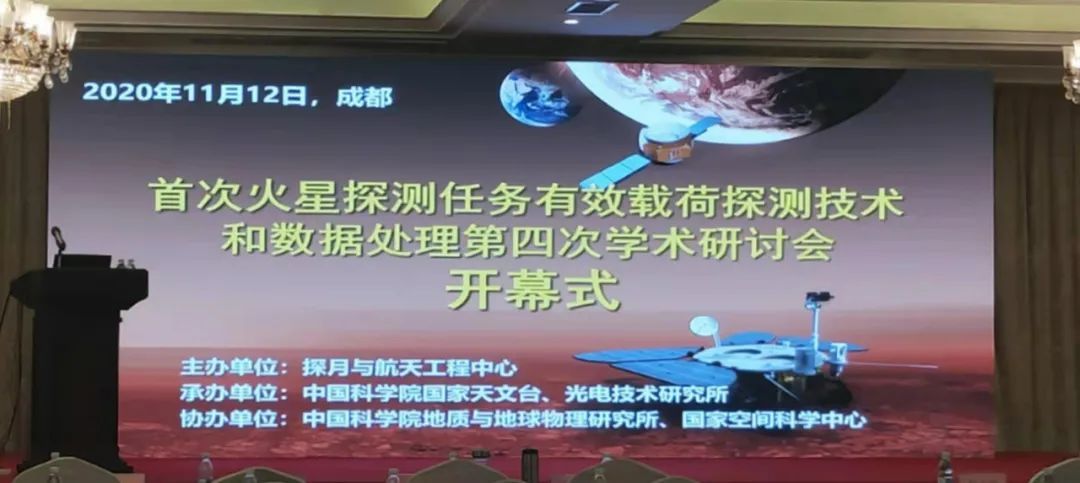 2020年11月12日，成都
首次火星探测任务有效载荷探测技术
和数据处理第四次学术研讨会
开幕式
主办单位：探月与航天工程中心
承办单位：中国科学院国家天文台、光电技术研究所
协办单位：中国科学院地质与地球物理研究所、国家空间科学中心